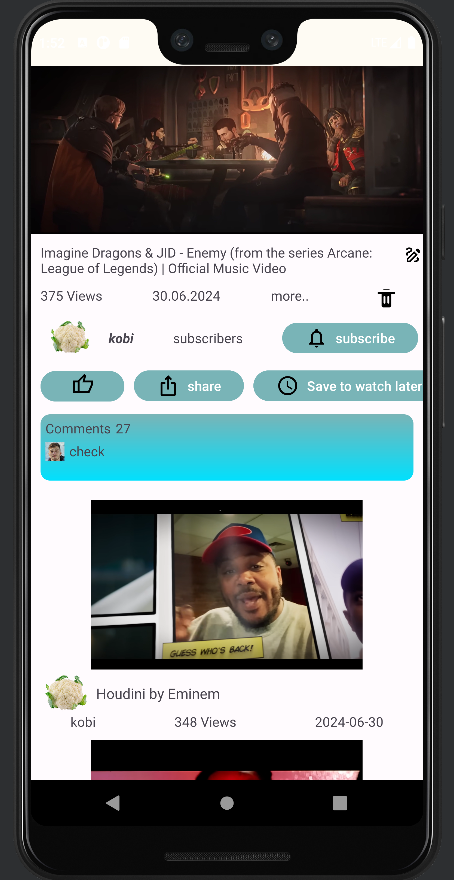 Imagine Dragons & JID - Enemy (from the series Arcane:
League of Legends) | Official Music Video
375 Views 30.06.2024 more..
kobi subscribers subscribe
share Save to watch later
Comments 27
check
GUESS WHO'S BACK!
Houdini by Eminem
kobi 348 Views 2024-06-30